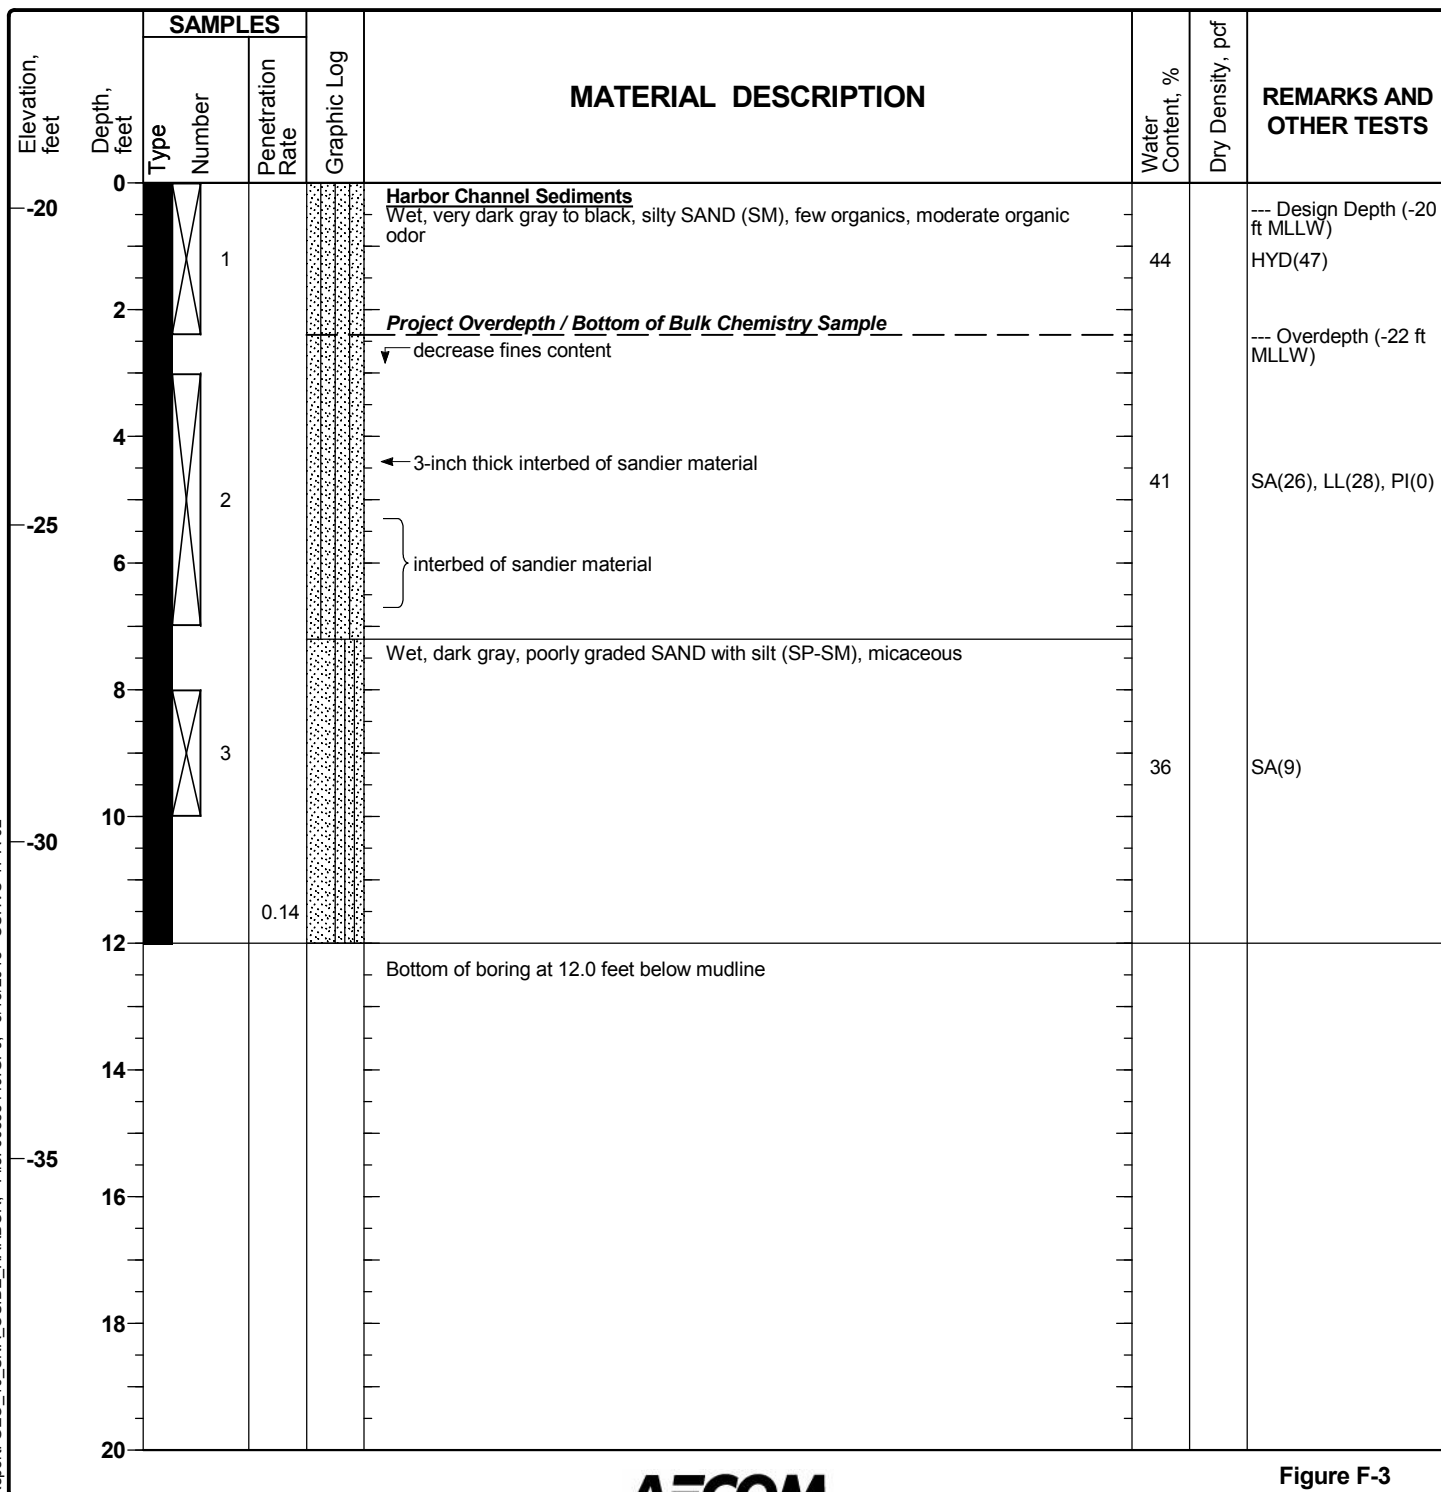 SAMPLES
Elevation,
feet
Depth,
feet
Type
Number
Penetration
Rate
Graphic Log
MATERIAL DESCRIPTION
Water
Content, %
Dry Density, pcf
REMARKS AND
OTHER TESTS
0
Harbor Channel Sediments
-20
Wet, very dark gray to black, silty SAND (SM), few organics, moderate organic
odor
--- Design Depth (-20
ft MLLW)
1
44
HYD(47)
2
Project Overdepth / Bottom of Bulk Chemistry Sample
decrease fines content
--- Overdepth (-22 ft
MLLW)
4
3-inch thick interbed of sandier material
41
SA(26), LL(28), PI(0)
2
-25
6
interbed of sandier material
Wet, dark gray, poorly graded SAND with silt (SP-SM), micaceous
8
3
36
SA(9)
10
-30
0.14
12
Bottom of boring at 12.0 feet below mudline
14
-35
16
18
20
AECOM
Figure F-3